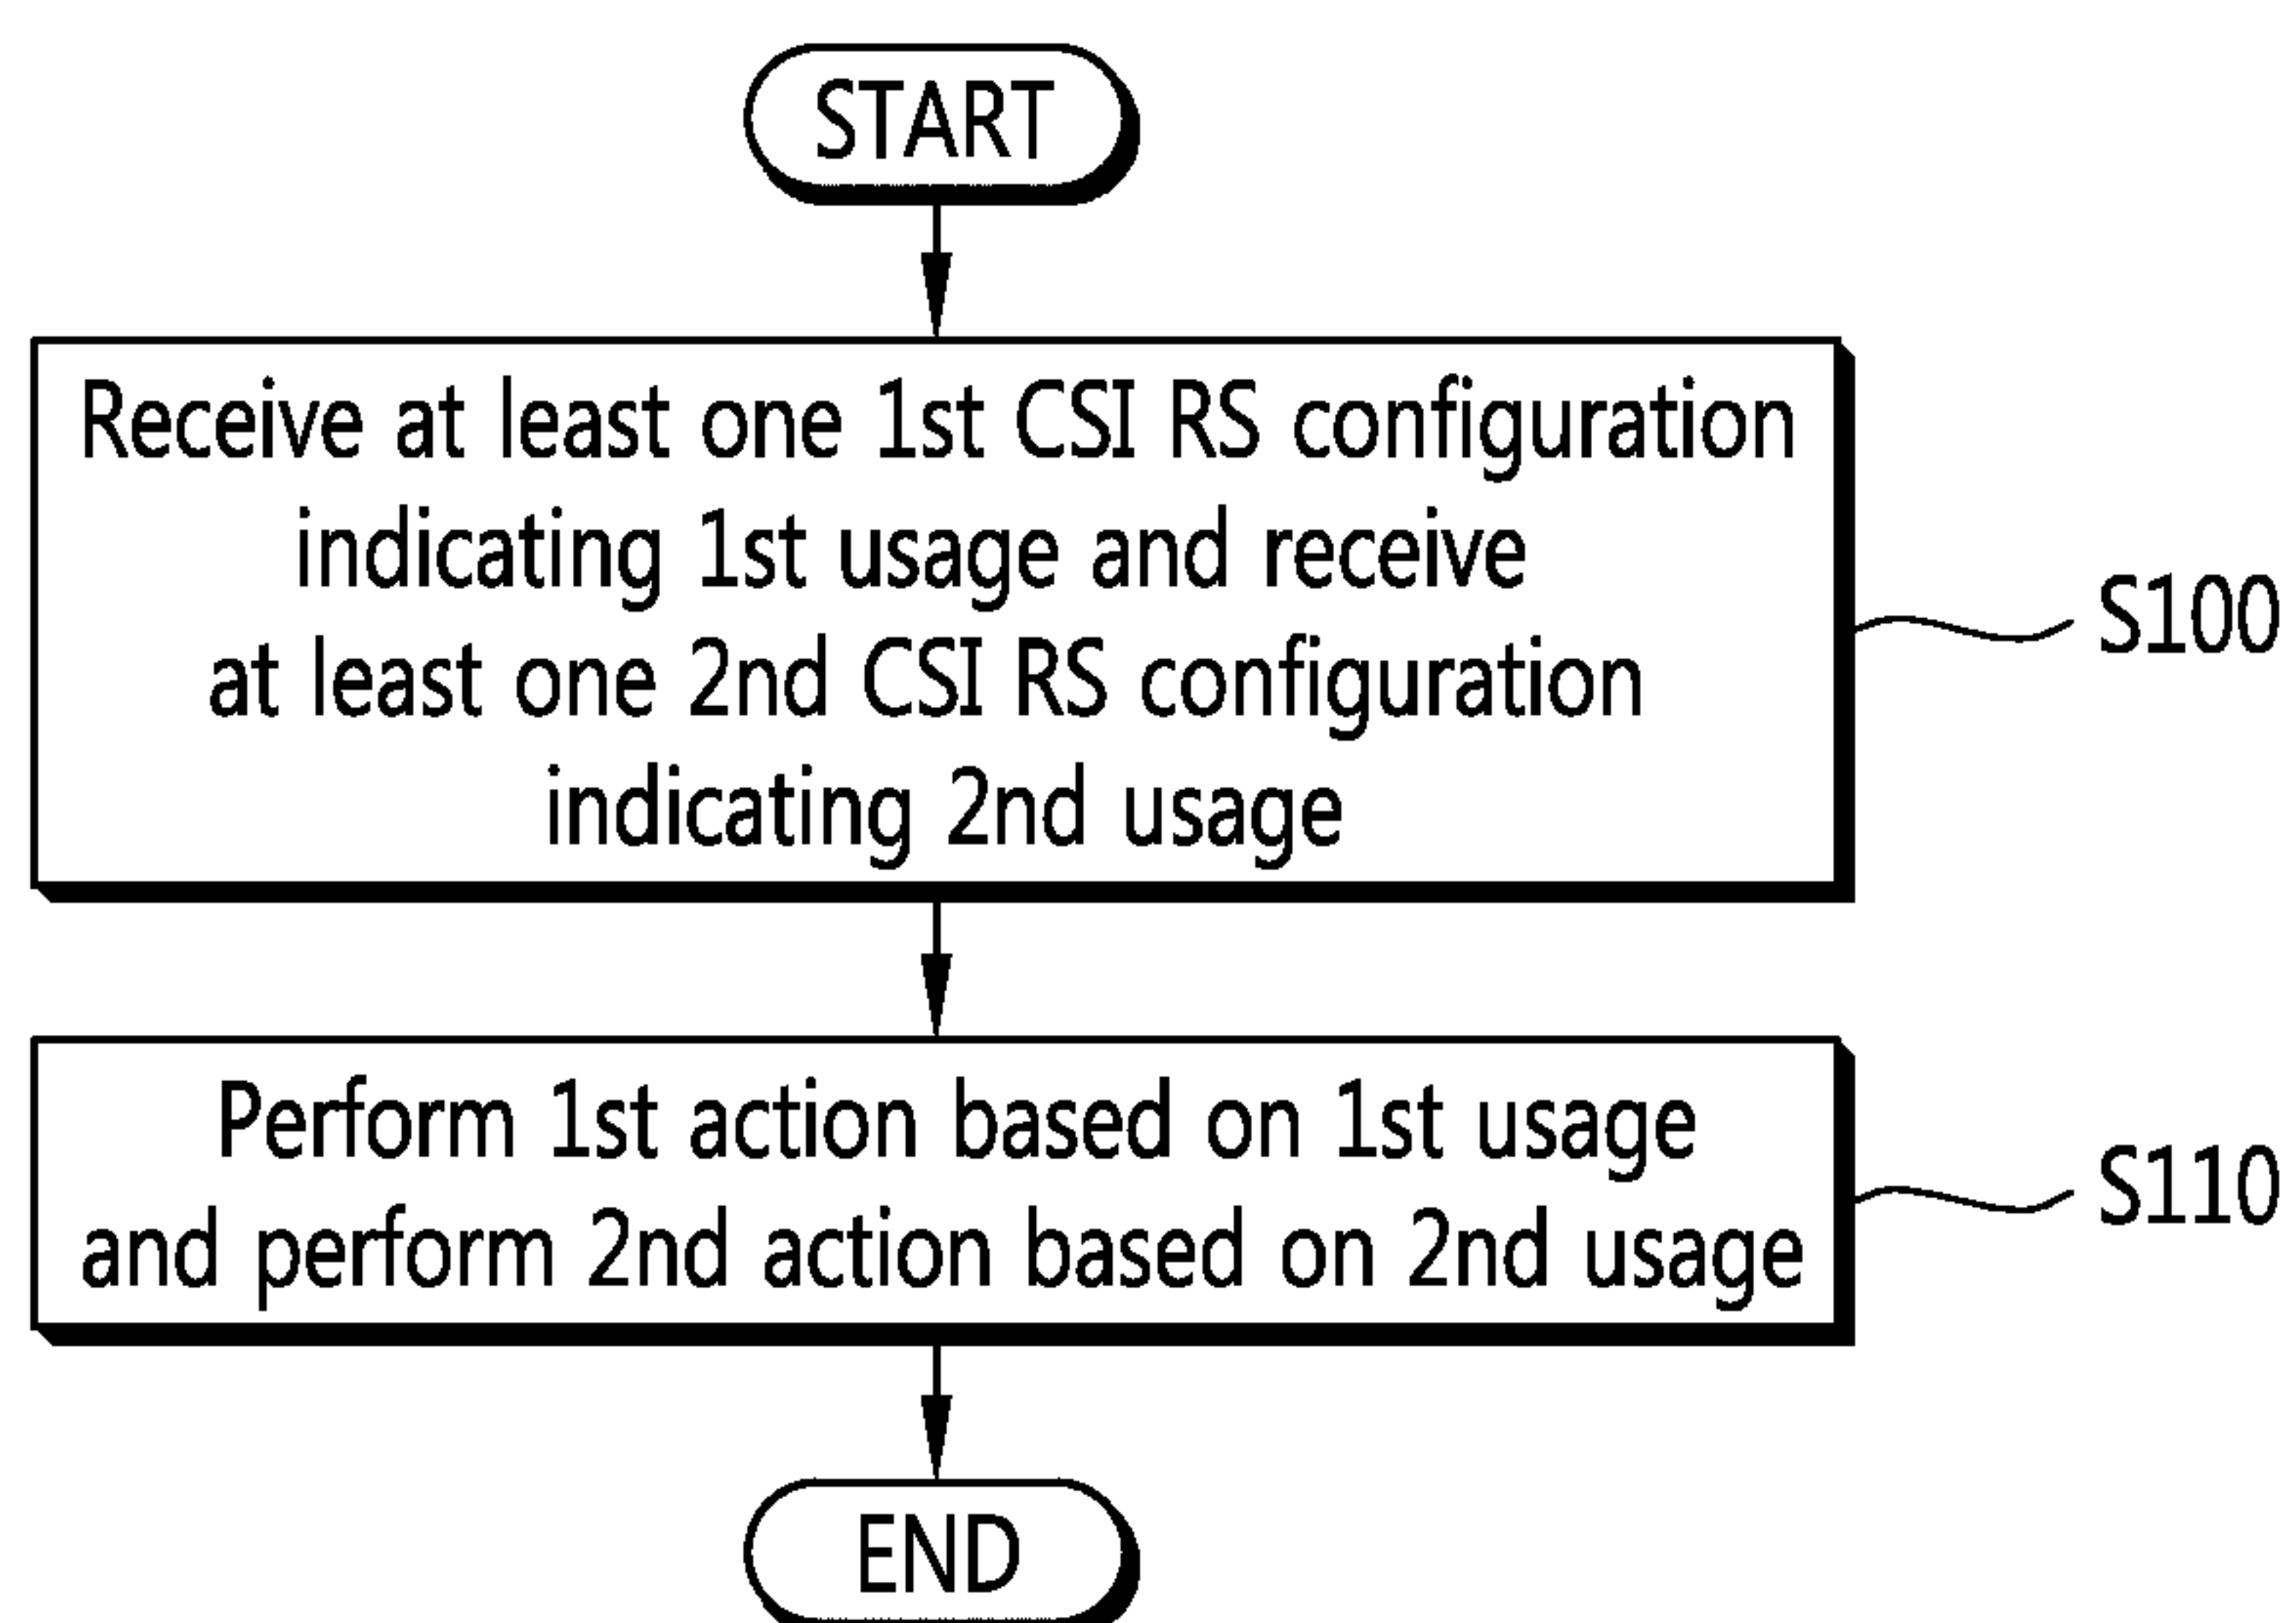 START
Receive at least one 1st CSI RS configuration
indicating 1st usage and receive
at least one 2nd CSI RS configuration
indicating 2nd usage
S100
Perform 1st action based on 1st usage
and perform 2nd action based on 2nd usage
S110
END